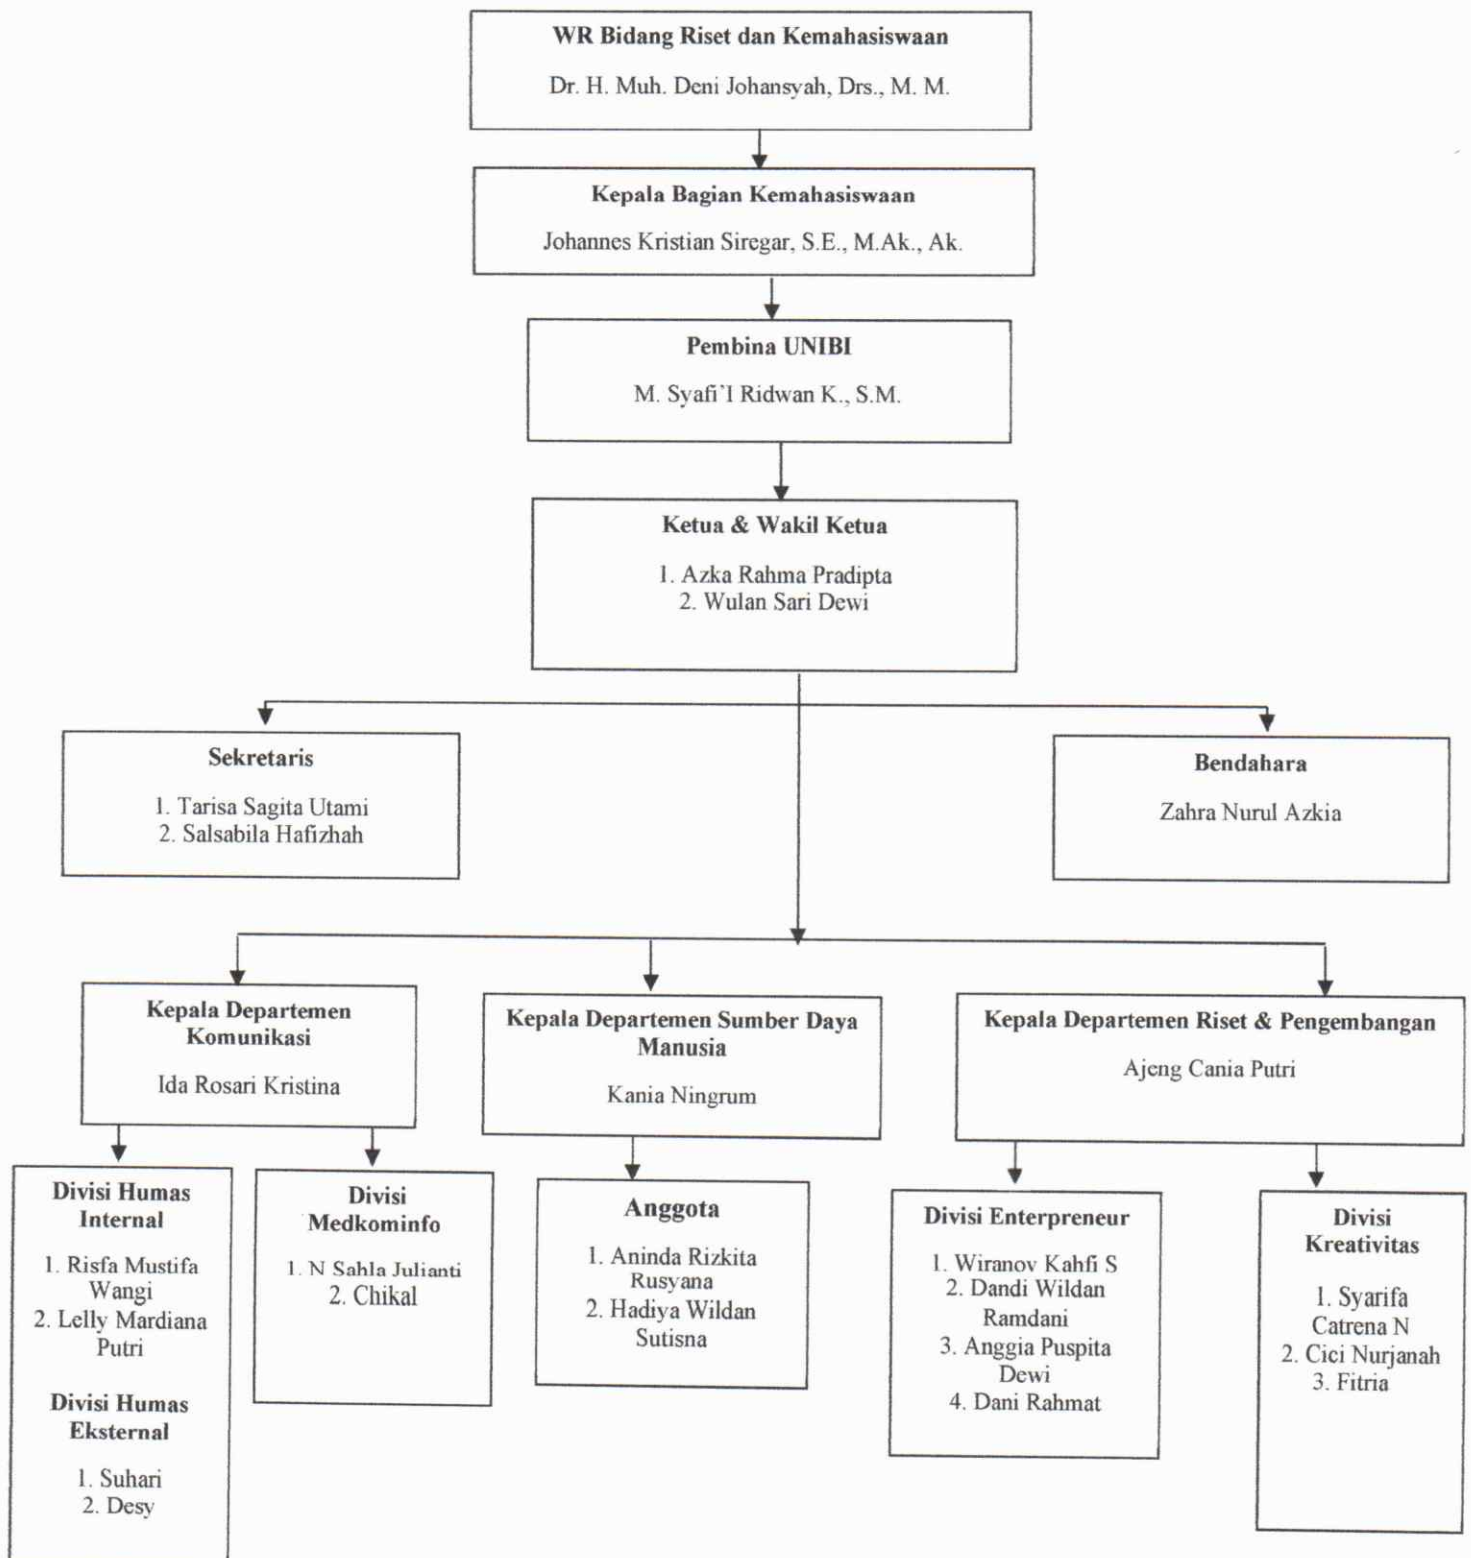 WR Bidang Riset dan Kemahasiswaan
Dr. H. Muh. Deni Johansyah, Drs., M. M.
Kepala Bagian Kemahasiswaan
Johannes Kristian Siregar, S.E., M.Ak., Ak.
Pembina UNIBI
M. Syafi'I Ridwan K., S.M.
Ketua & Wakil Ketua
1. Azka Rahma Pradipta
2. Wulan Sari Dewi
Sekretaris
1. Tarisa Sagita Utami
2. Salsabila Hafizhah
Bendahara
Zahra Nurul Azkia
Kepala Departemen
Komunikasi
Ida Rosari Kristina
Kepala Departemen Sumber Daya
Manusia
Kania Ningrum
Kepala Departemen Riset & Pengembangan
Ajeng Cania Putri
Divisi Humas
Internal
1. Risfa Mustifa
Wangi
2. Lelly Mardiana
Putri
Divisi Humas
Eksternal
1. Suhari
2. Desy
Divisi
Medkominfo
1. N Sahla Julianti
2. Chikal
Anggota
1. Aninda Rizkita
Rusyana
2. Hadiya Wildan
Sutisna
Divisi Enterpreneur
1. Wiranov Kahfi S
2. Dandi Wildan
Ramdani
3. Anggia Puspita
Dewi
4. Dani Rahmat
Divisi
Kreativitas
1. Syarifa
Catrena N
2. Cici Nurjanah
3. Fitria